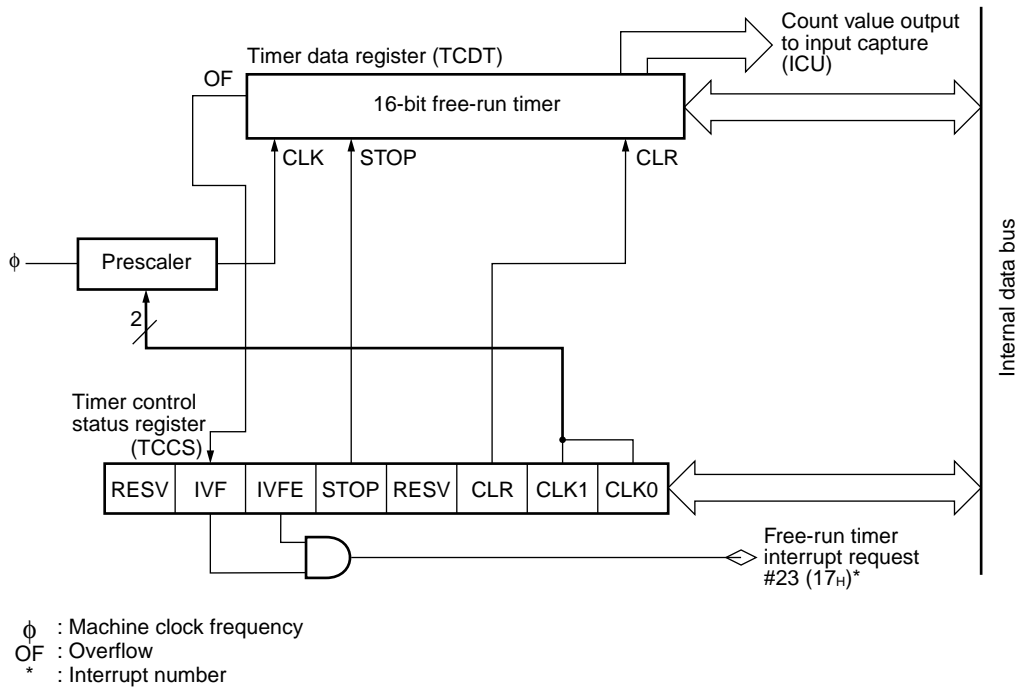 Count value output
to input capture
(ICU)
Timer data register (TCDT)
OF
16-bit free-run timer
CLK
STOP
CLR
ϕ
Prescaler
2
Internal data bus
Timer control
status register
(TCCS)
RESV
IVF
IVFE
STOP
RESV
CLR
CLK1
CLK0
Free-run timer
interrupt request
#23 (17H)*
ϕ : Machine clock frequency
OF : Overflow
* : Interrupt number